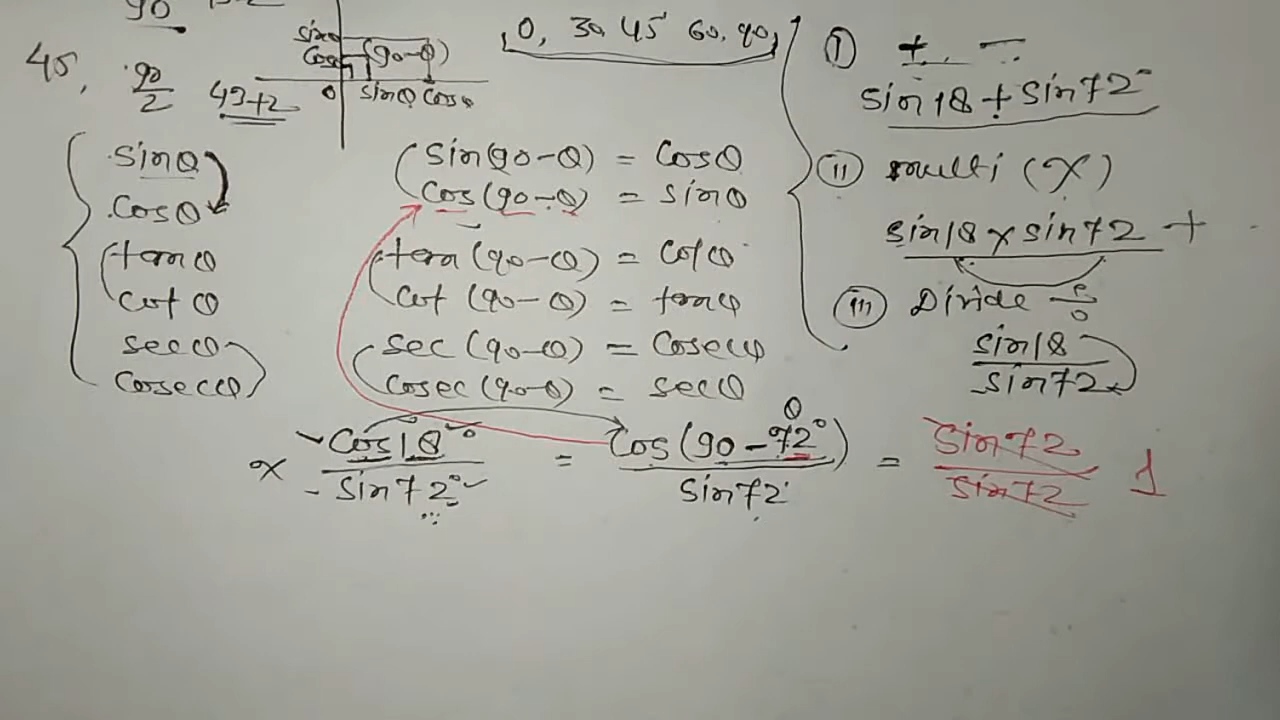 90
sinθ
cosθ (90-θ)
0 sinθ cosθ
45, 90/2 43+2
0, 30, 45 60, 90
sinθ
cosθ
tanθ
cotθ
secθ
cosecθ
sin(90-θ) = cosθ
cos(90-θ) = sinθ
tan(90-θ) = cotθ
cot(90-θ) = tanθ
sec(90-θ) = cosecθ
cosec(90-θ) = secθ
(i) +, -
sin18+sin72°
(ii) multi (×)
sin18×sin72 +
(iii) Divide
sin18
sin72
θ
× cos18° = cos(90-72°) = sin72 1
sin72° sin72 sin72